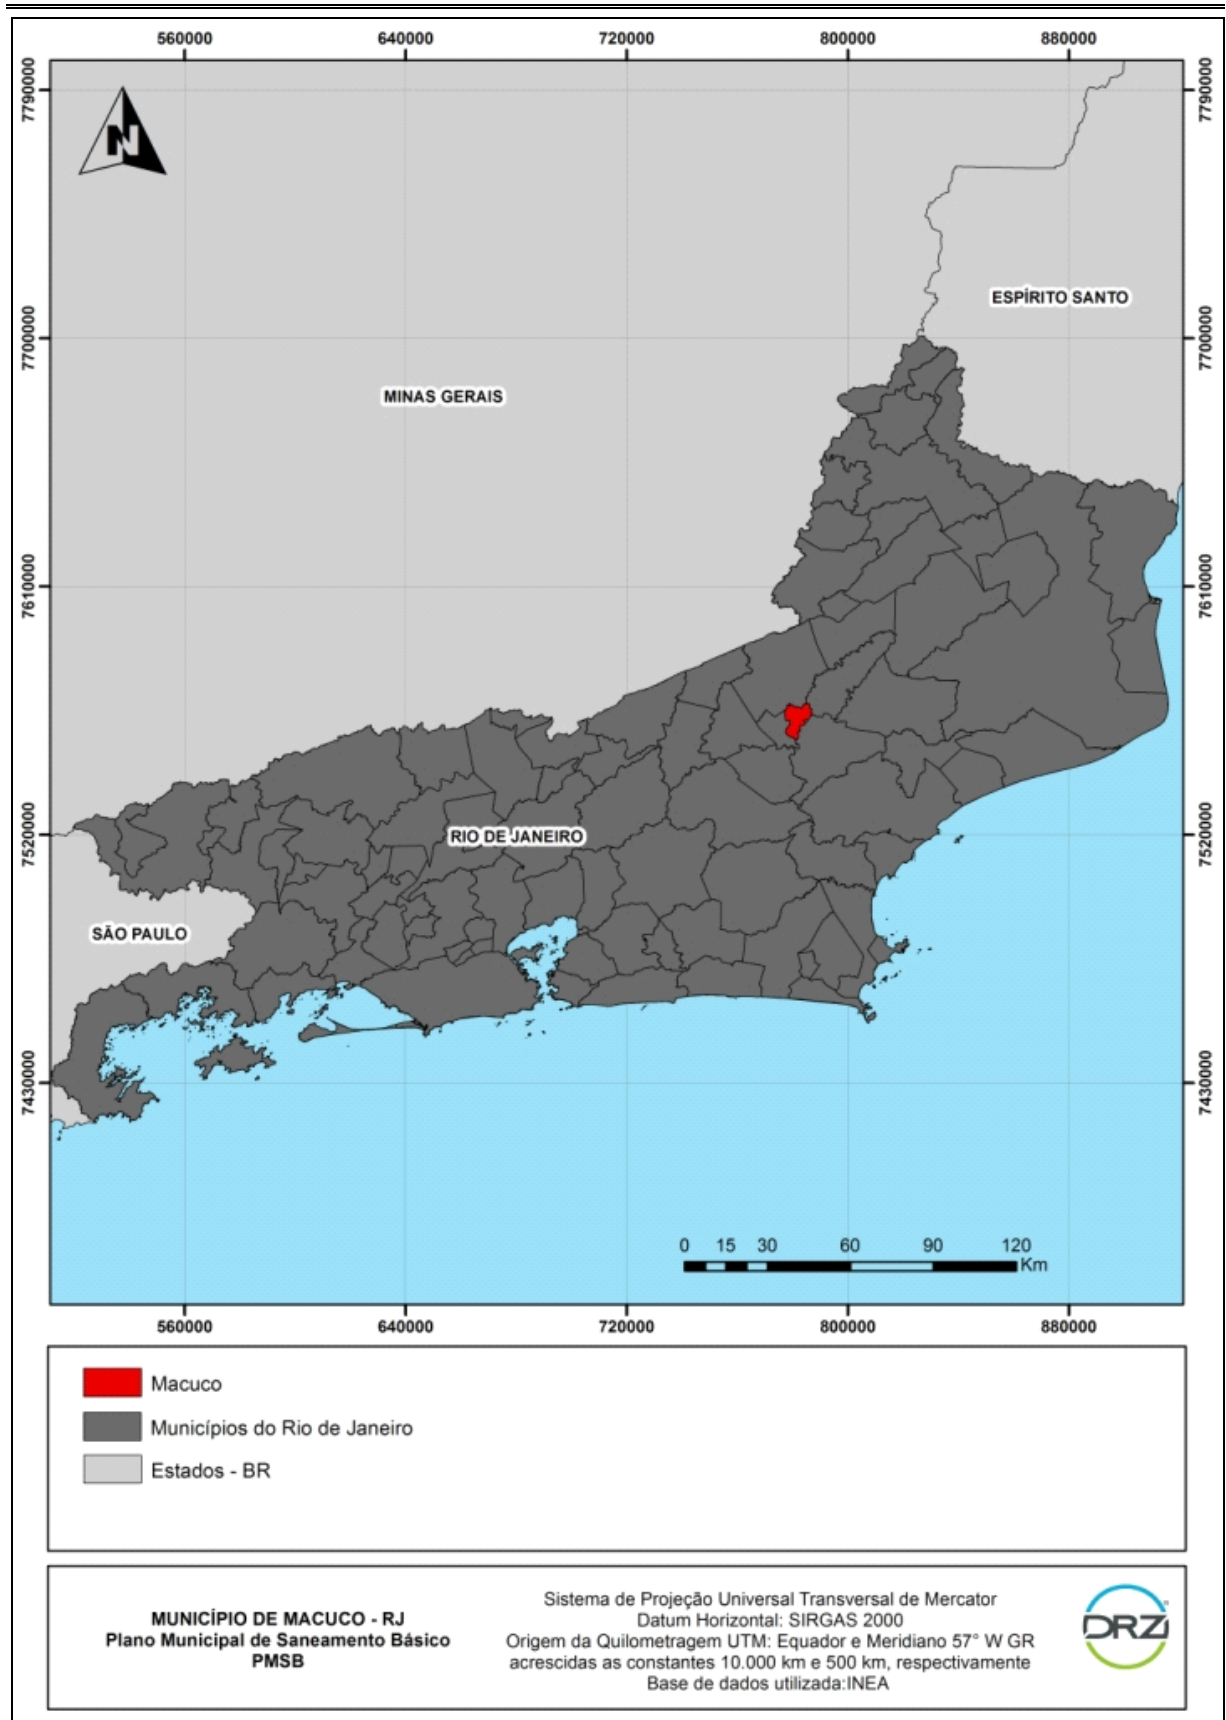 560000 640000 720000 800000 880000
7790000 7790000
N
ESPÍRITO SANTO
7700000 7700000
MINAS GERAIS
7610000 7610000
7520000 7520000
RIO DE JANEIRO
SÃO PAULO
7430000 7430000
0 15 30 60 90 120
Km
560000 640000 720000 800000 880000
Macuco
Municípios do Rio de Janeiro
Estados - BR
MUNICÍPIO DE MACUCO - RJ
Plano Municipal de Saneamento Básico
PMSB
Sistema de Projeção Universal Transversal de Mercator
Datum Horizontal: SIRGAS 2000
Origem da Quilometragem UTM: Equador e Meridiano 57° W GR
acrescidas as constantes 10.000 km e 500 km, respectivamente
Base de dados utilizada:INEA
DRZ